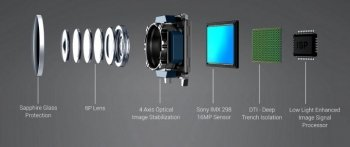 ISP
Sapphire Glass
Protection
6P Lens
4 Axis Optical
Image Stabilization
Sony IMX 298
16MP Sensor
DTI - Deep
Trench Isolation
Low Light Enhanced
Image Signal
Processor